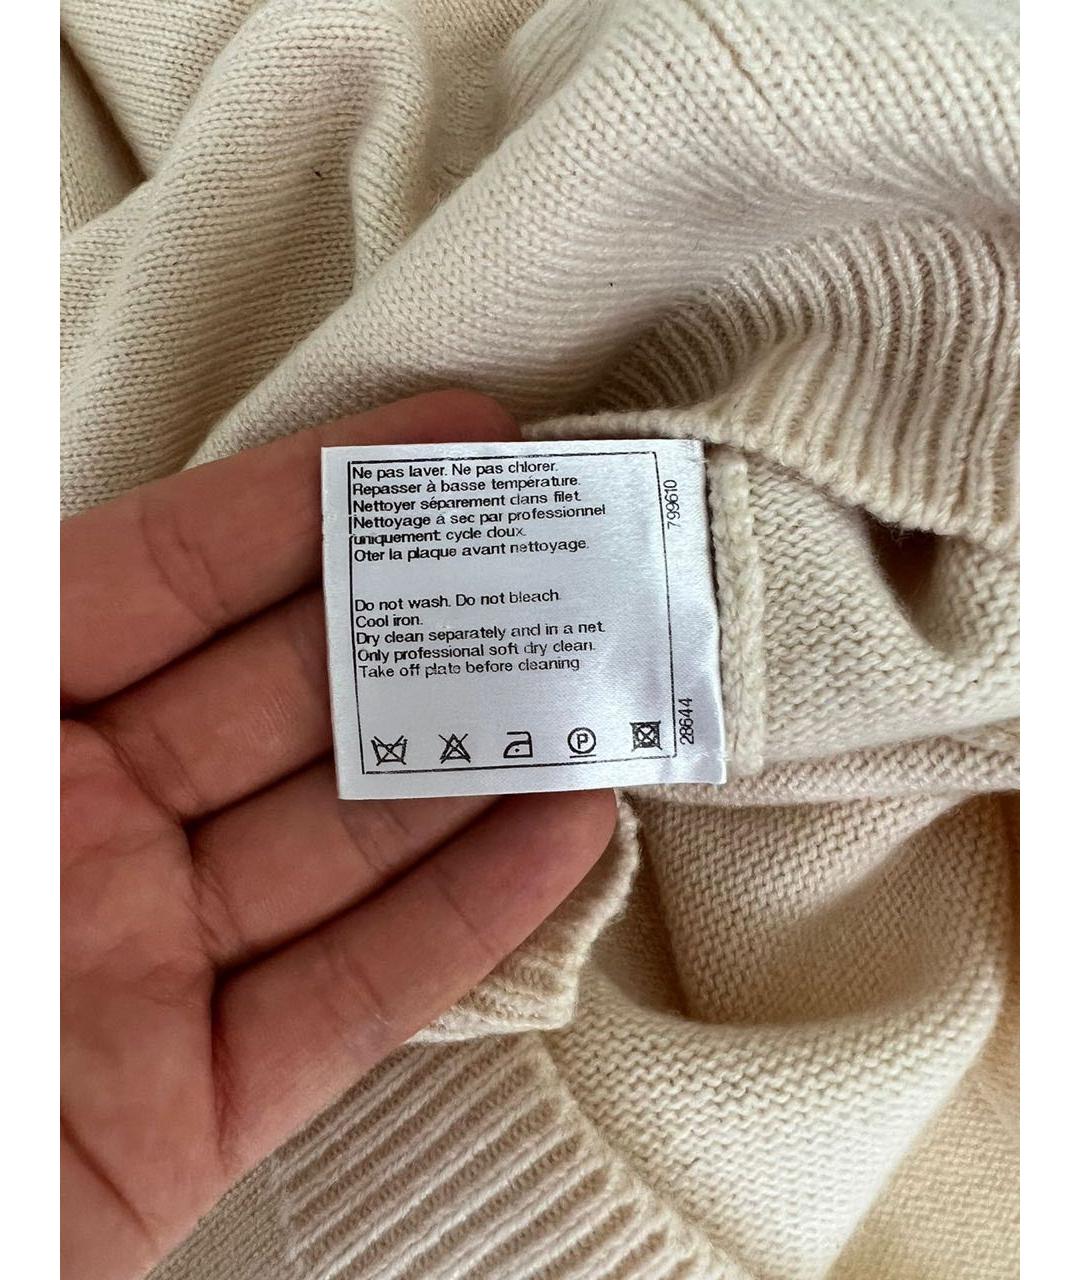 Ne pas laver. Ne pas chlorer.
Repasser à basse température.
Nettoyer séparement dans filet.
Nettoyage à sec par professionnel
uniquement: cycle doux.
Oter la plaque avant nettoyage.
Do not wash. Do not bleach.
Cool iron.
Dry clean separately and in a net.
Only professional soft dry clean.
Take off plate before cleaning
P
799610
28644